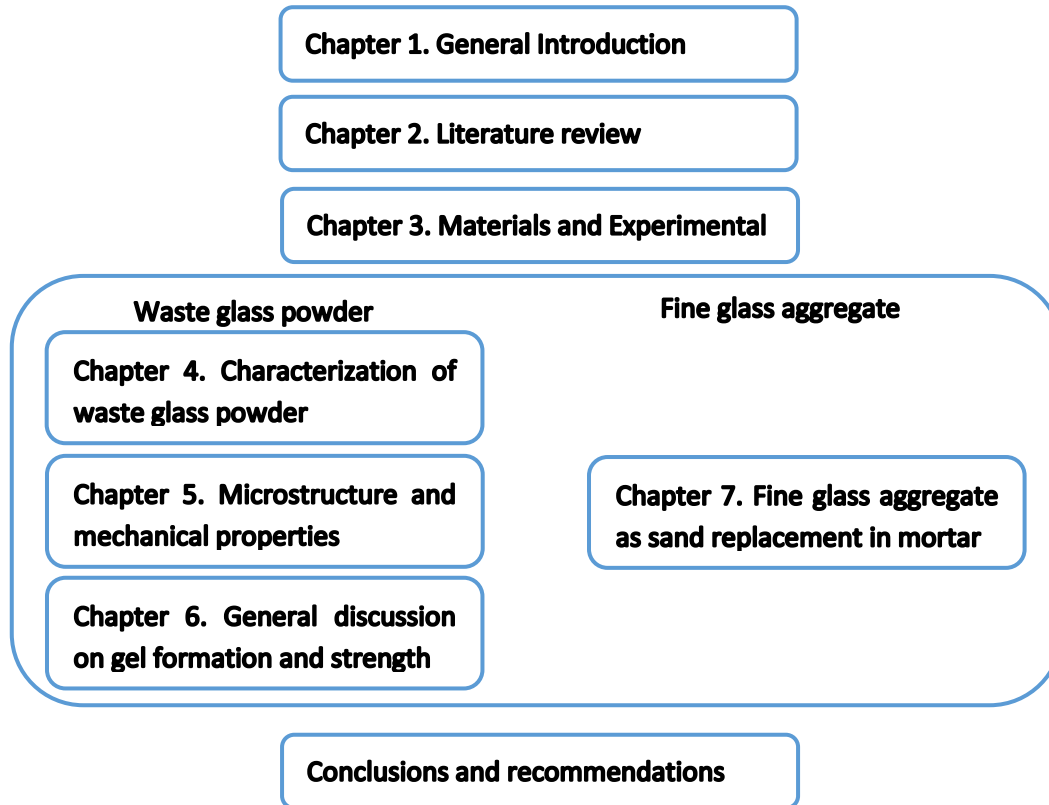 Chapter 1. General Introduction
Chapter 2. Literature review
Chapter 3. Materials and Experimental
Waste glass powder
Chapter 4. Characterization of
waste glass powder
Chapter 5. Microstructure and
mechanical properties
Chapter 6. General discussion
on gel formation and strength
Fine glass aggregate
Chapter 7. Fine glass aggregate
as sand replacement in mortar
Conclusions and recommendations